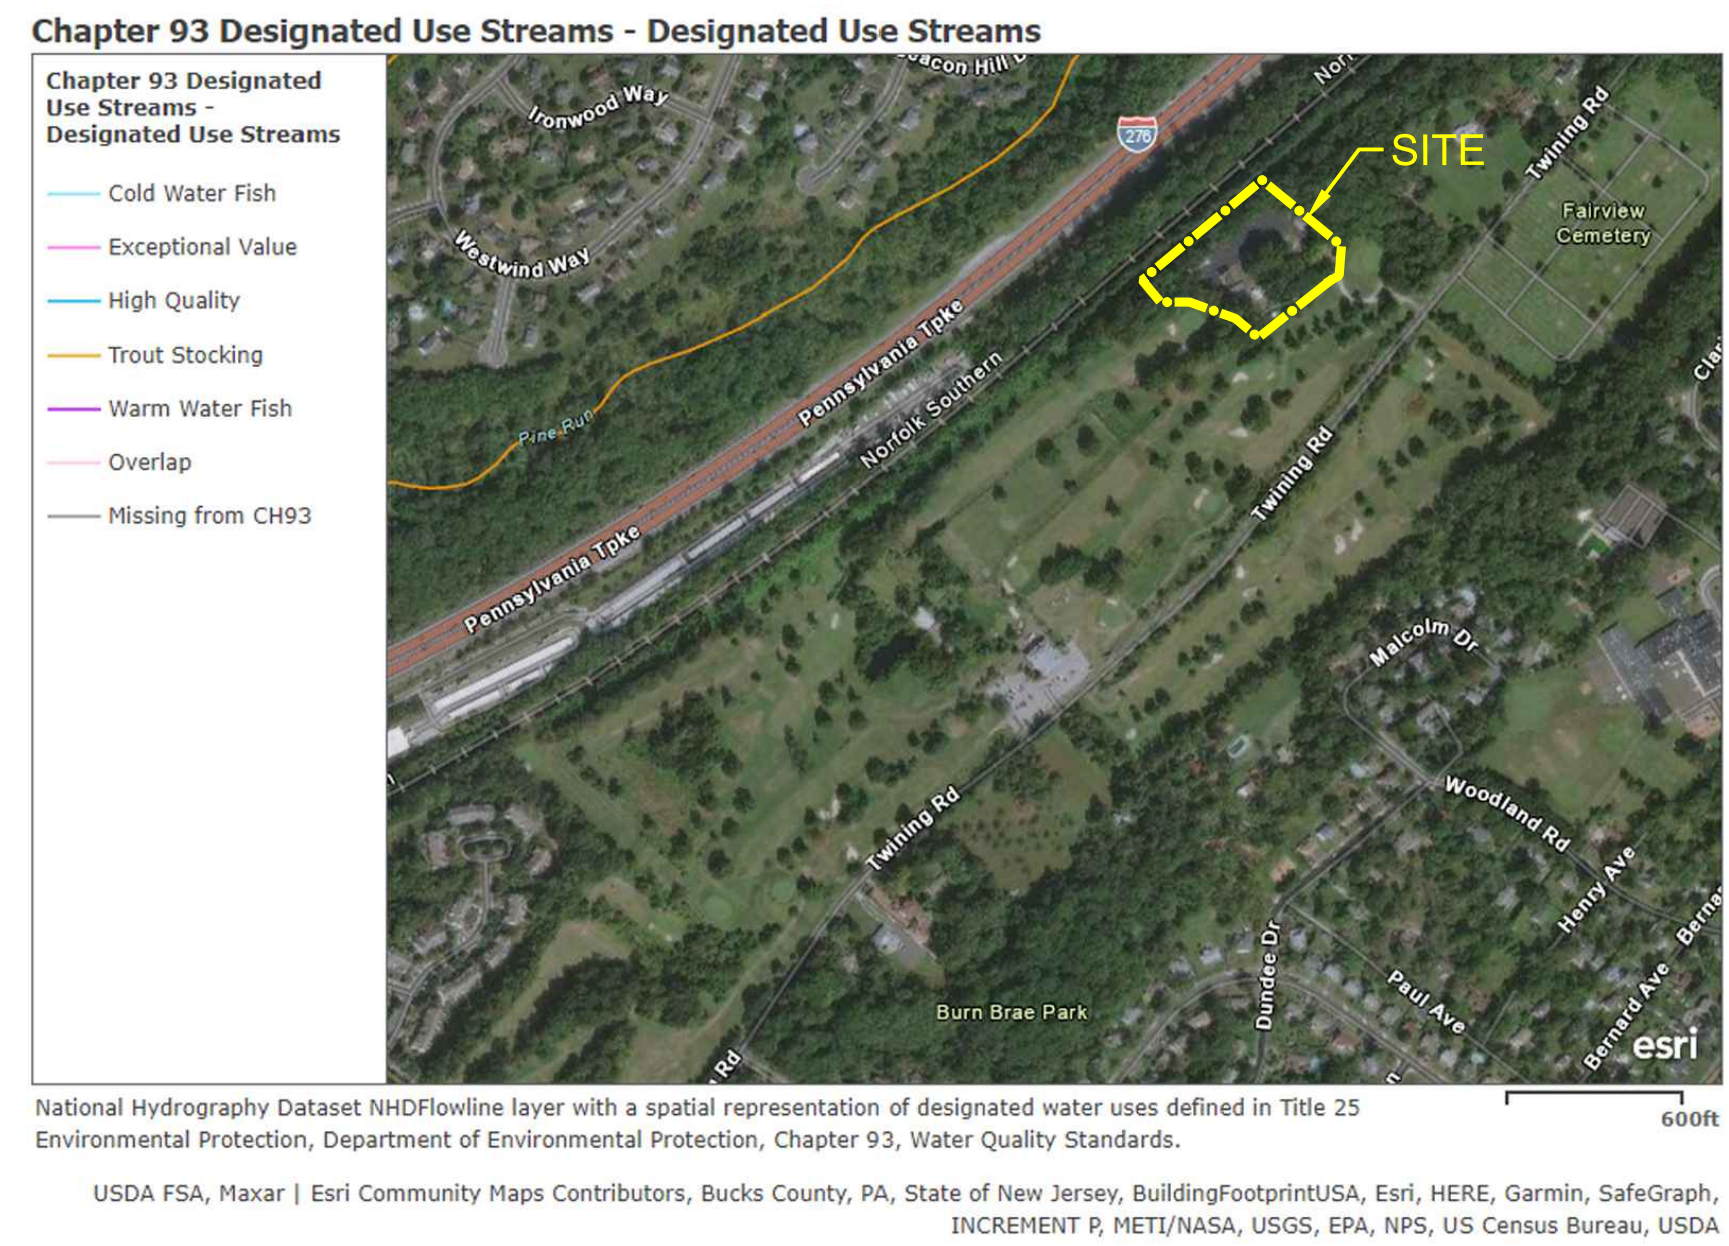 Chapter 93 Designated Use Streams - Designated Use Streams
Chapter 93 Designated
Use Streams -
Designated Use Streams
Cold Water Fish
Exceptional Value
High Quality
Trout Stocking
Warm Water Fish
Overlap
Missing from CH93
Ironwood Way
acon Hill D
Nor
276
SITE
Twining Rd
Fairview
Cemetery
Westwind Way
Pennsylvania Tpke
Norfolk Southern
Clar
Pine Run
Twining Rd
Pennsylvania Tpke
Malcolm Dr
Woodland Rd
Twining Rd
Henry Ave
Berna
Dundee Dr
Paul Ave
Bernard Ave
Burn Brae Park
Rd
n
esri
National Hydrography Dataset NHDFlowline layer with a spatial representation of designated water uses defined in Title 25
Environmental Protection, Department of Environmental Protection, Chapter 93, Water Quality Standards.
600ft
USDA FSA, Maxar | Esri Community Maps Contributors, Bucks County, PA, State of New Jersey, BuildingFootprintUSA, Esri, HERE, Garmin, SafeGraph,
INCREMENT P, METI/NASA, USGS, EPA, NPS, US Census Bureau, USDA